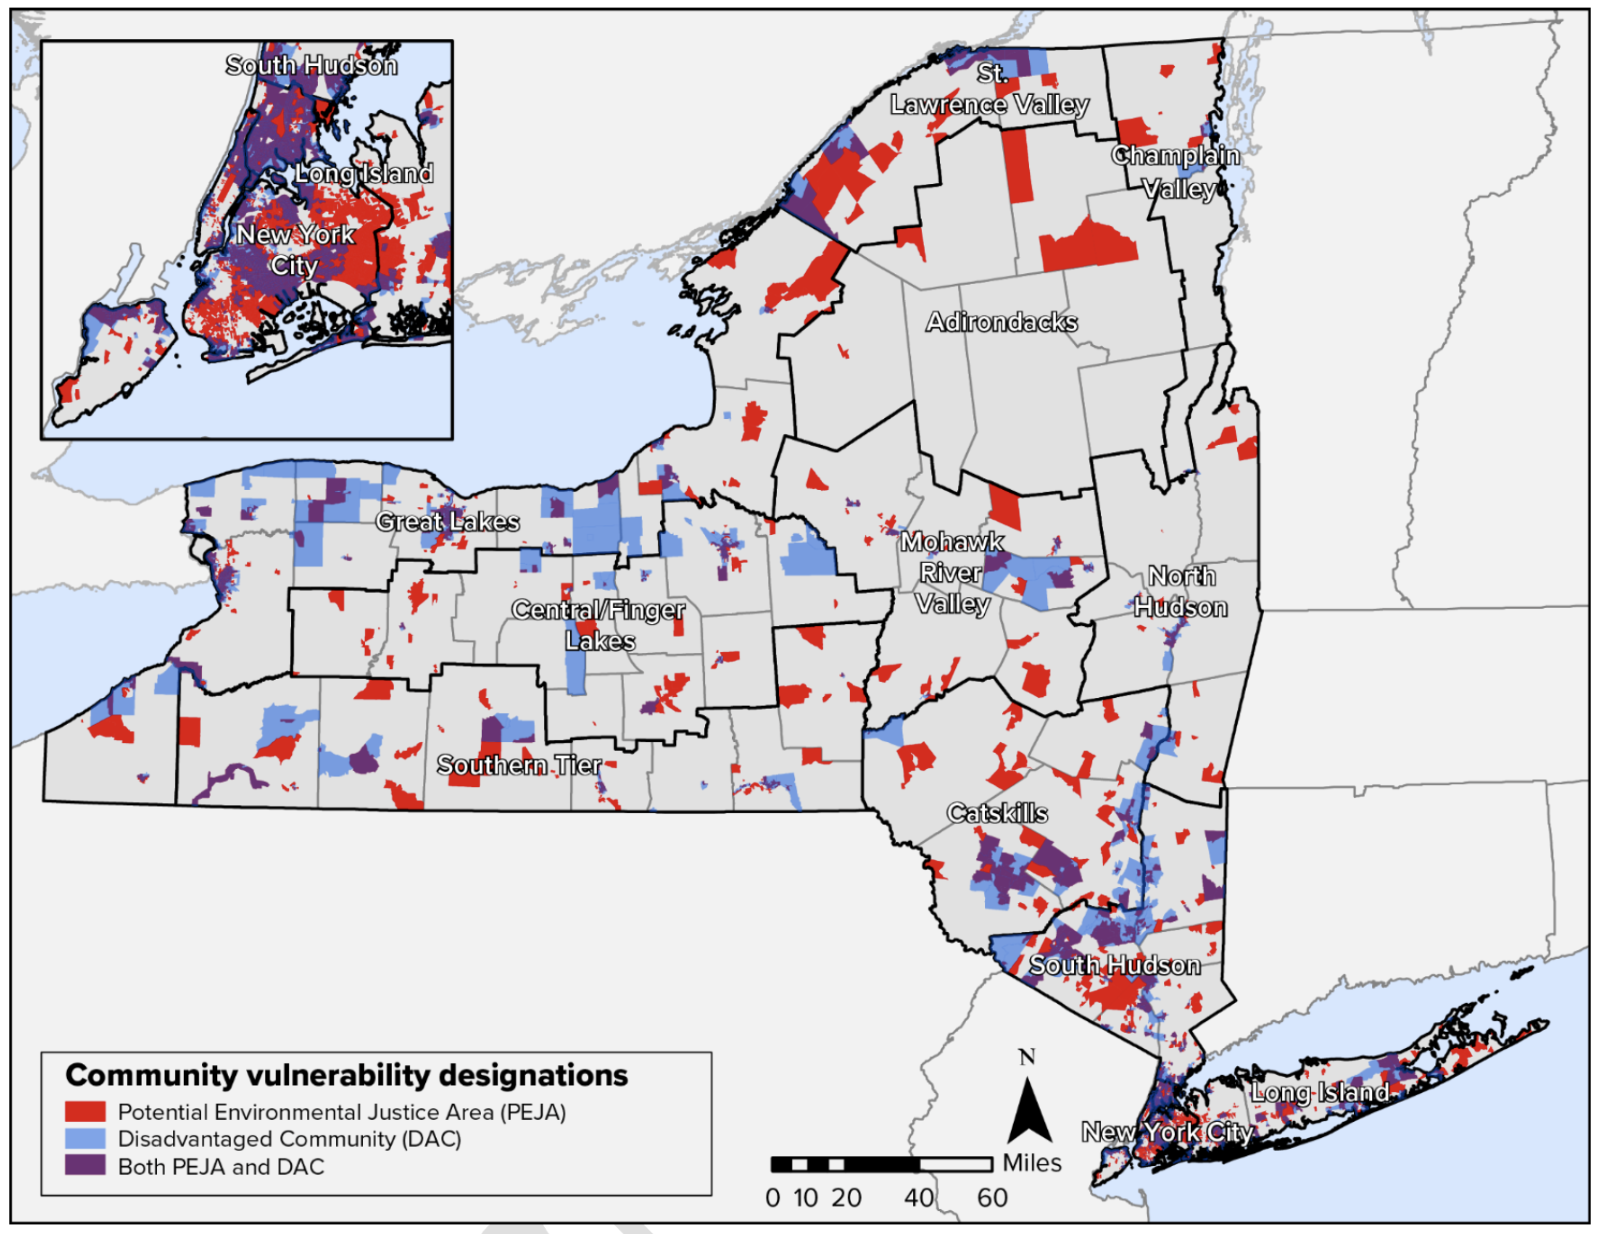 South Hudson
Long Island
New York
City
St.
Lawrence Valley
Champlain
Valley
Adirondacks
Great Lakes
Mohawk
River
Valley
North
Hudson
Central/Finger
Lakes
Southern Tier
Catskills
South Hudson
Long Island
New York City
N
Miles
0 10 20 40 60
Community vulnerability designations
Potential Environmental Justice Area (PEJA)
Disadvantaged Community (DAC)
Both PEJA and DAC